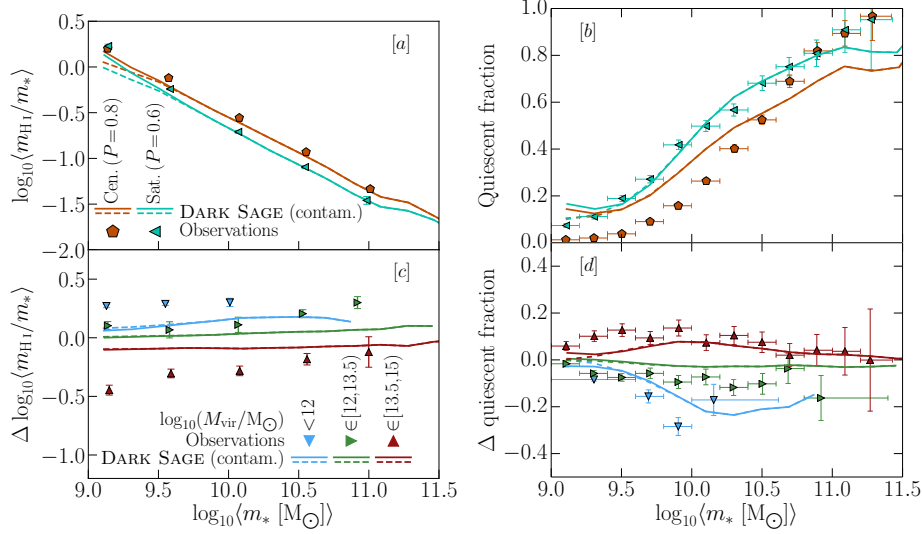 [a]
0.5
0.0
−0.5
−1.0
−1.5
−2.0
log10⟨mH I/m*⟩
Cen. (P=0.8)
Sat. (P=0.6)
DARK SAGE (contam.)
Observations
[b]
1.0
0.8
0.6
0.4
0.2
0.0
Quiescent fraction
[c]
0.5
0.0
−0.5
−1.0
Δ log10⟨mH I/m*⟩
log10(Mvir/M⊙)
Observations
DARK SAGE (contam.)
<12
∈[12,13.5)
∈[13.5,15)
9.0 9.5 10.0 10.5 11.0 11.5
log10⟨m* [M⊙]⟩
[d]
0.4
0.2
0.0
−0.2
−0.4
Δ quiescent fraction
9.0 9.5 10.0 10.5 11.0 11.5
log10⟨m* [M⊙]⟩